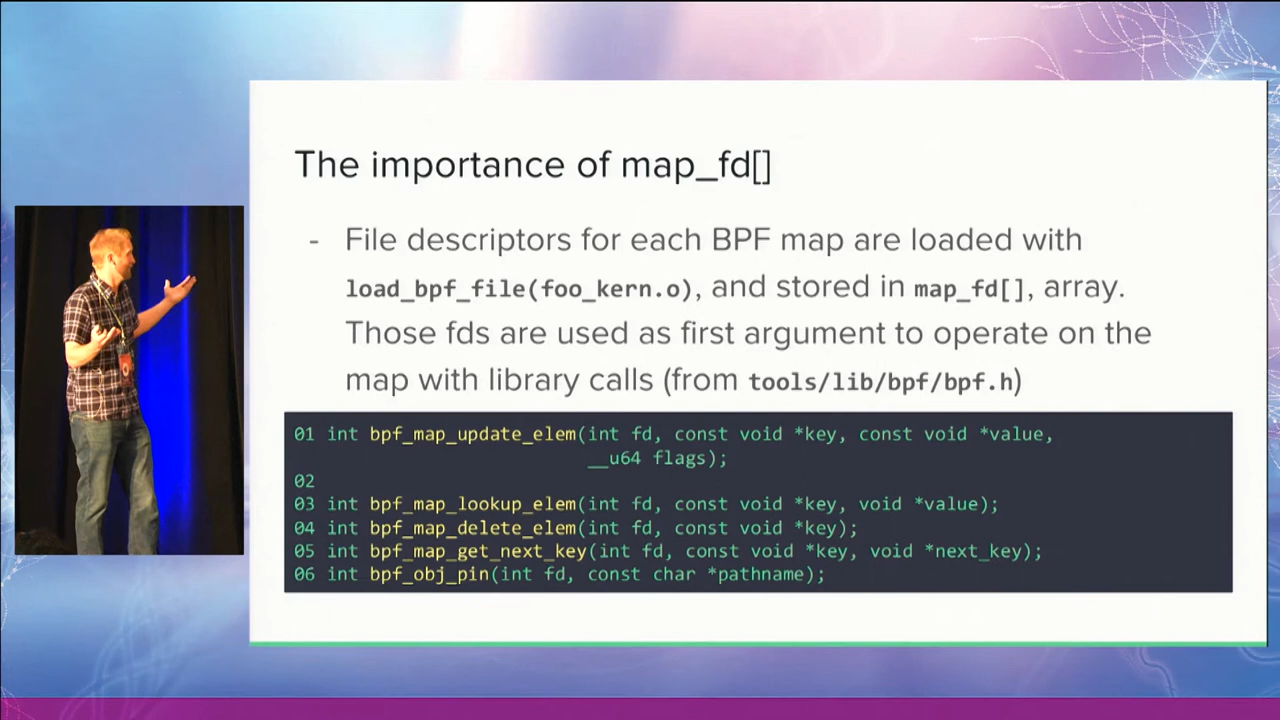 The importance of map_fd[]
- File descriptors for each BPF map are loaded with
load_bpf_file(foo_kern.o), and stored in map_fd[], array.
Those fds are used as first argument to operate on the
map with library calls (from tools/lib/bpf/bpf.h)
01 int bpf_map_update_elem(int fd, const void *key, const void *value,
__u64 flags);
02
03 int bpf_map_lookup_elem(int fd, const void *key, void *value);
04 int bpf_map_delete_elem(int fd, const void *key);
05 int bpf_map_get_next_key(int fd, const void *key, void *next_key);
06 int bpf_obj_pin(int fd, const char *pathname);